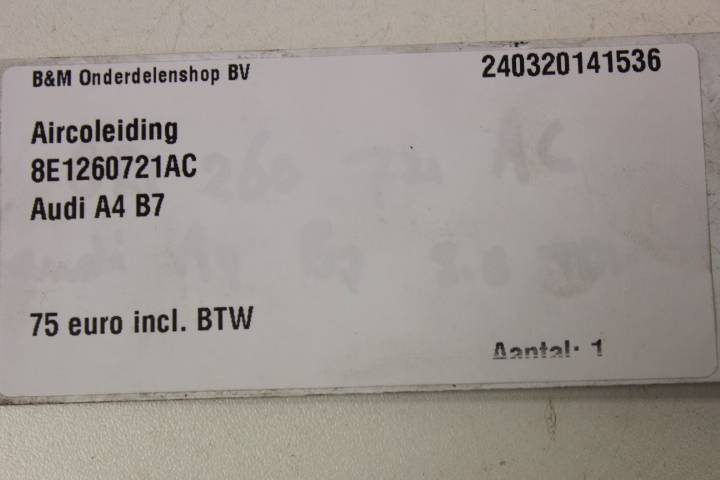 B&M Onderdelenshop BV 240320141536
Aircoleiding
8E1260721AC
Audi A4 B7
75 euro incl. BTW
Aantal: 1